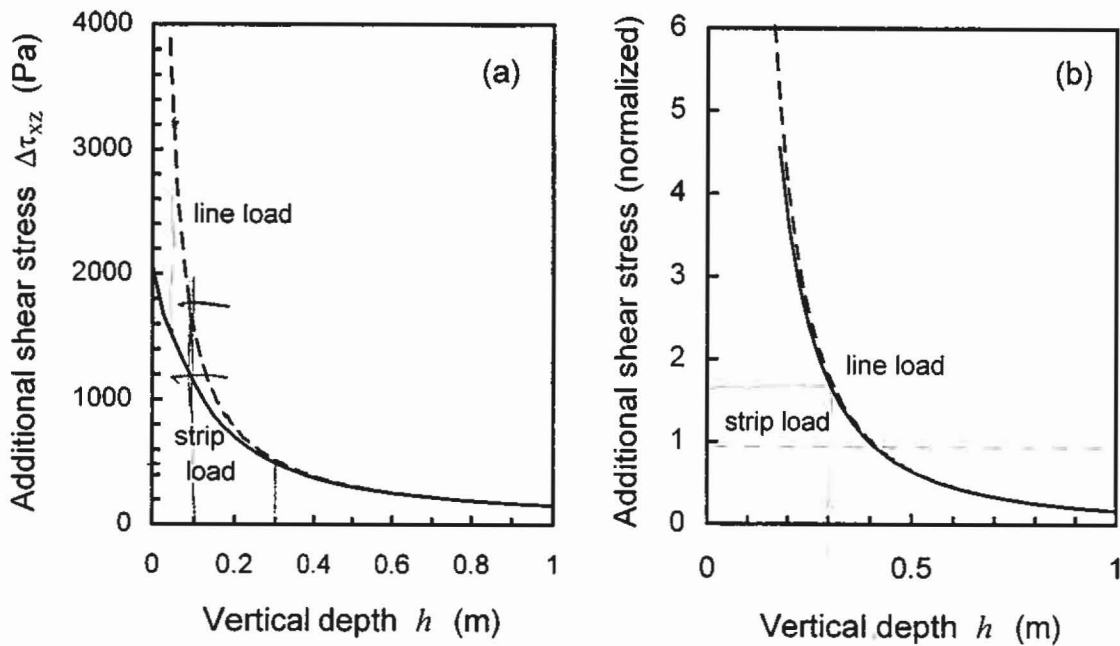 Additional shear stress Δτxz (Pa)
4000
3000
2000
1000
0
(a)
line load
strip
load
0 0.2 0.4 0.6 0.8 1
Vertical depth h (m)
Additional shear stress (normalized)
6
5
4
3
2
1
0
(b)
line load
strip load
0 0.5 1
Vertical depth h (m)